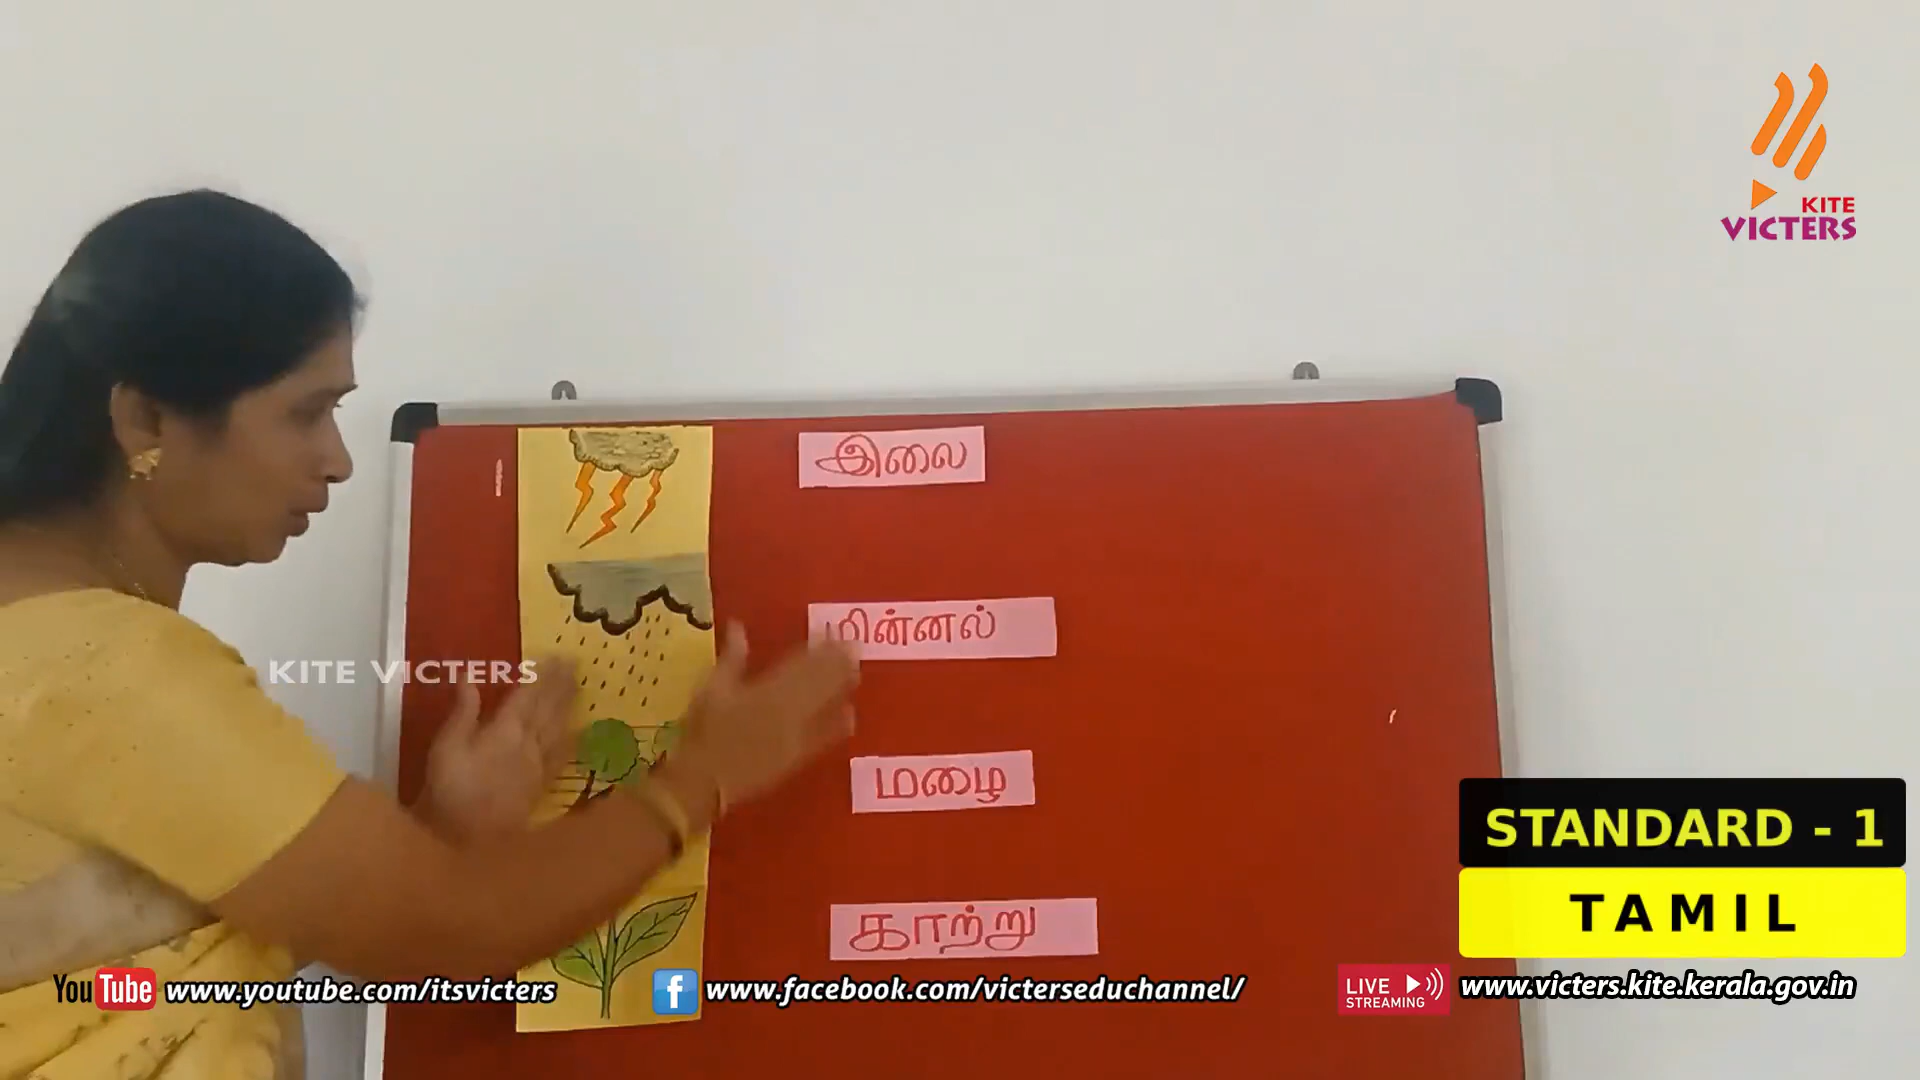 KITE
VICTERS
இலை
மின்னல்
KITE VICTERS
மழை
STANDARD - 1
TAMIL
காற்று
YouTube www.youtube.com/itsvicters
f www.facebook.com/victerseduchannel/
LIVE STREAMING www.victers.kite.kerala.gov.in